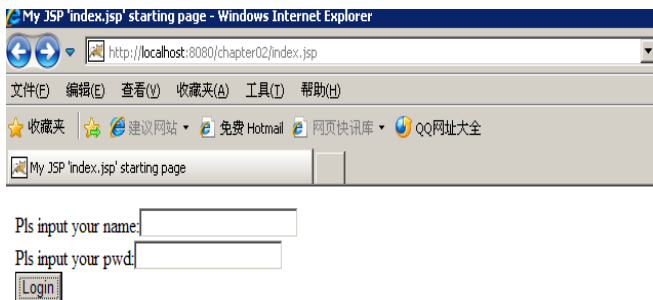 My JSP 'index.jsp' starting page - Windows Internet Explorer
http://localhost:8080/chapter02/index.jsp
文件(F) 编辑(E) 查看(V) 收藏夹(A) 工具(T) 帮助(H)
收藏夹 建议网站 免费 Hotmail 网页快讯库 QQ网址大全
My JSP 'index.jsp' starting page
Pls input your name:
Pls input your pwd:
Login